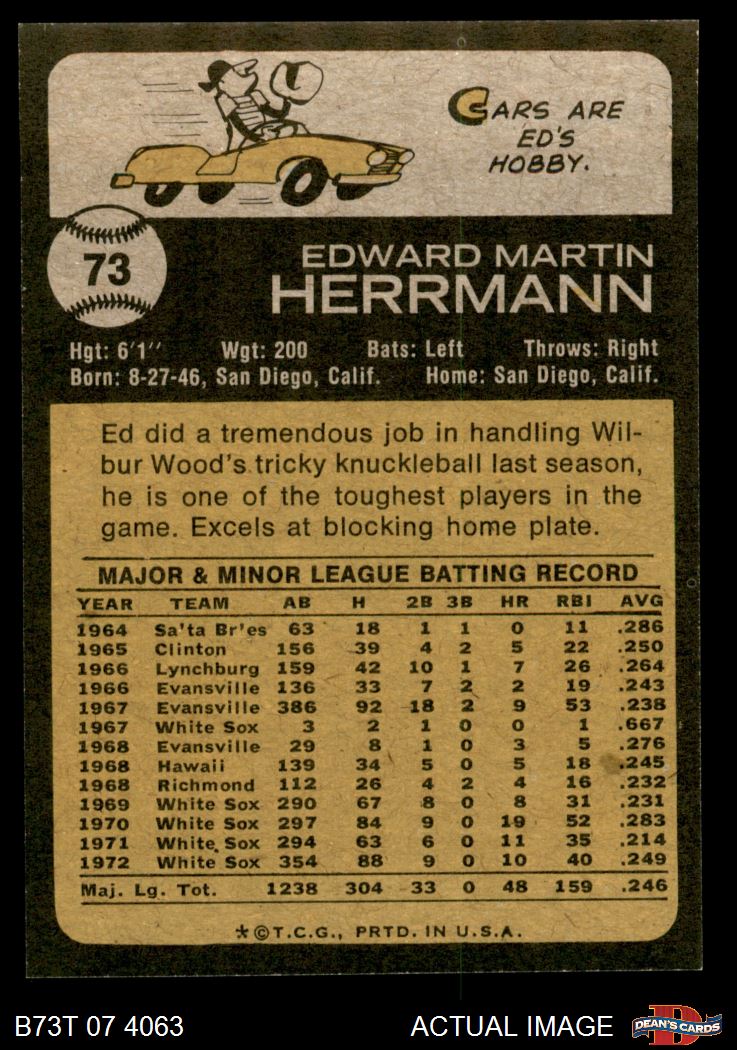 CARS ARE
ED'S
HOBBY.
73
EDWARD MARTIN
HERRMANN
Hgt: 6'1'' Wgt: 200 Bats: Left Throws: Right
Born: 8-27-46, San Diego, Calif. Home: San Diego, Calif.
Ed did a tremendous job in handling Wil-
bur Wood's tricky knuckleball last season,
he is one of the toughest players in the
game. Excels at blocking home plate.
MAJOR & MINOR LEAGUE BATTING RECORD
YEAR TEAM AB H 2B 3B HR RBI AVG
1964 Sa'ta Br'es 63 18 1 1 0 11 .286
1965 Clinton 156 39 4 2 5 22 .250
1966 Lynchburg 159 42 10 1 7 26 .264
1966 Evansville 136 33 7 2 2 19 .243
1967 Evansville 386 92 18 2 9 53 .238
1967 White Sox 3 2 1 0 0 1 .667
1968 Evansville 29 8 1 0 3 5 .276
1968 Hawaii 139 34 5 0 5 18 .245
1968 Richmond 112 26 4 2 4 16 .232
1969 White Sox 290 67 8 0 8 31 .231
1970 White Sox 297 84 9 0 19 52 .283
1971 White Sox 294 63 6 0 11 35 .214
1972 White Sox 354 88 9 0 10 40 .249
Maj. Lg. Tot. 1238 304 33 0 48 159 .246
*©T.C.G., PRTD. IN U.S.A.
B73T 07 4063 ACTUAL IMAGE DEAN'S CARDS